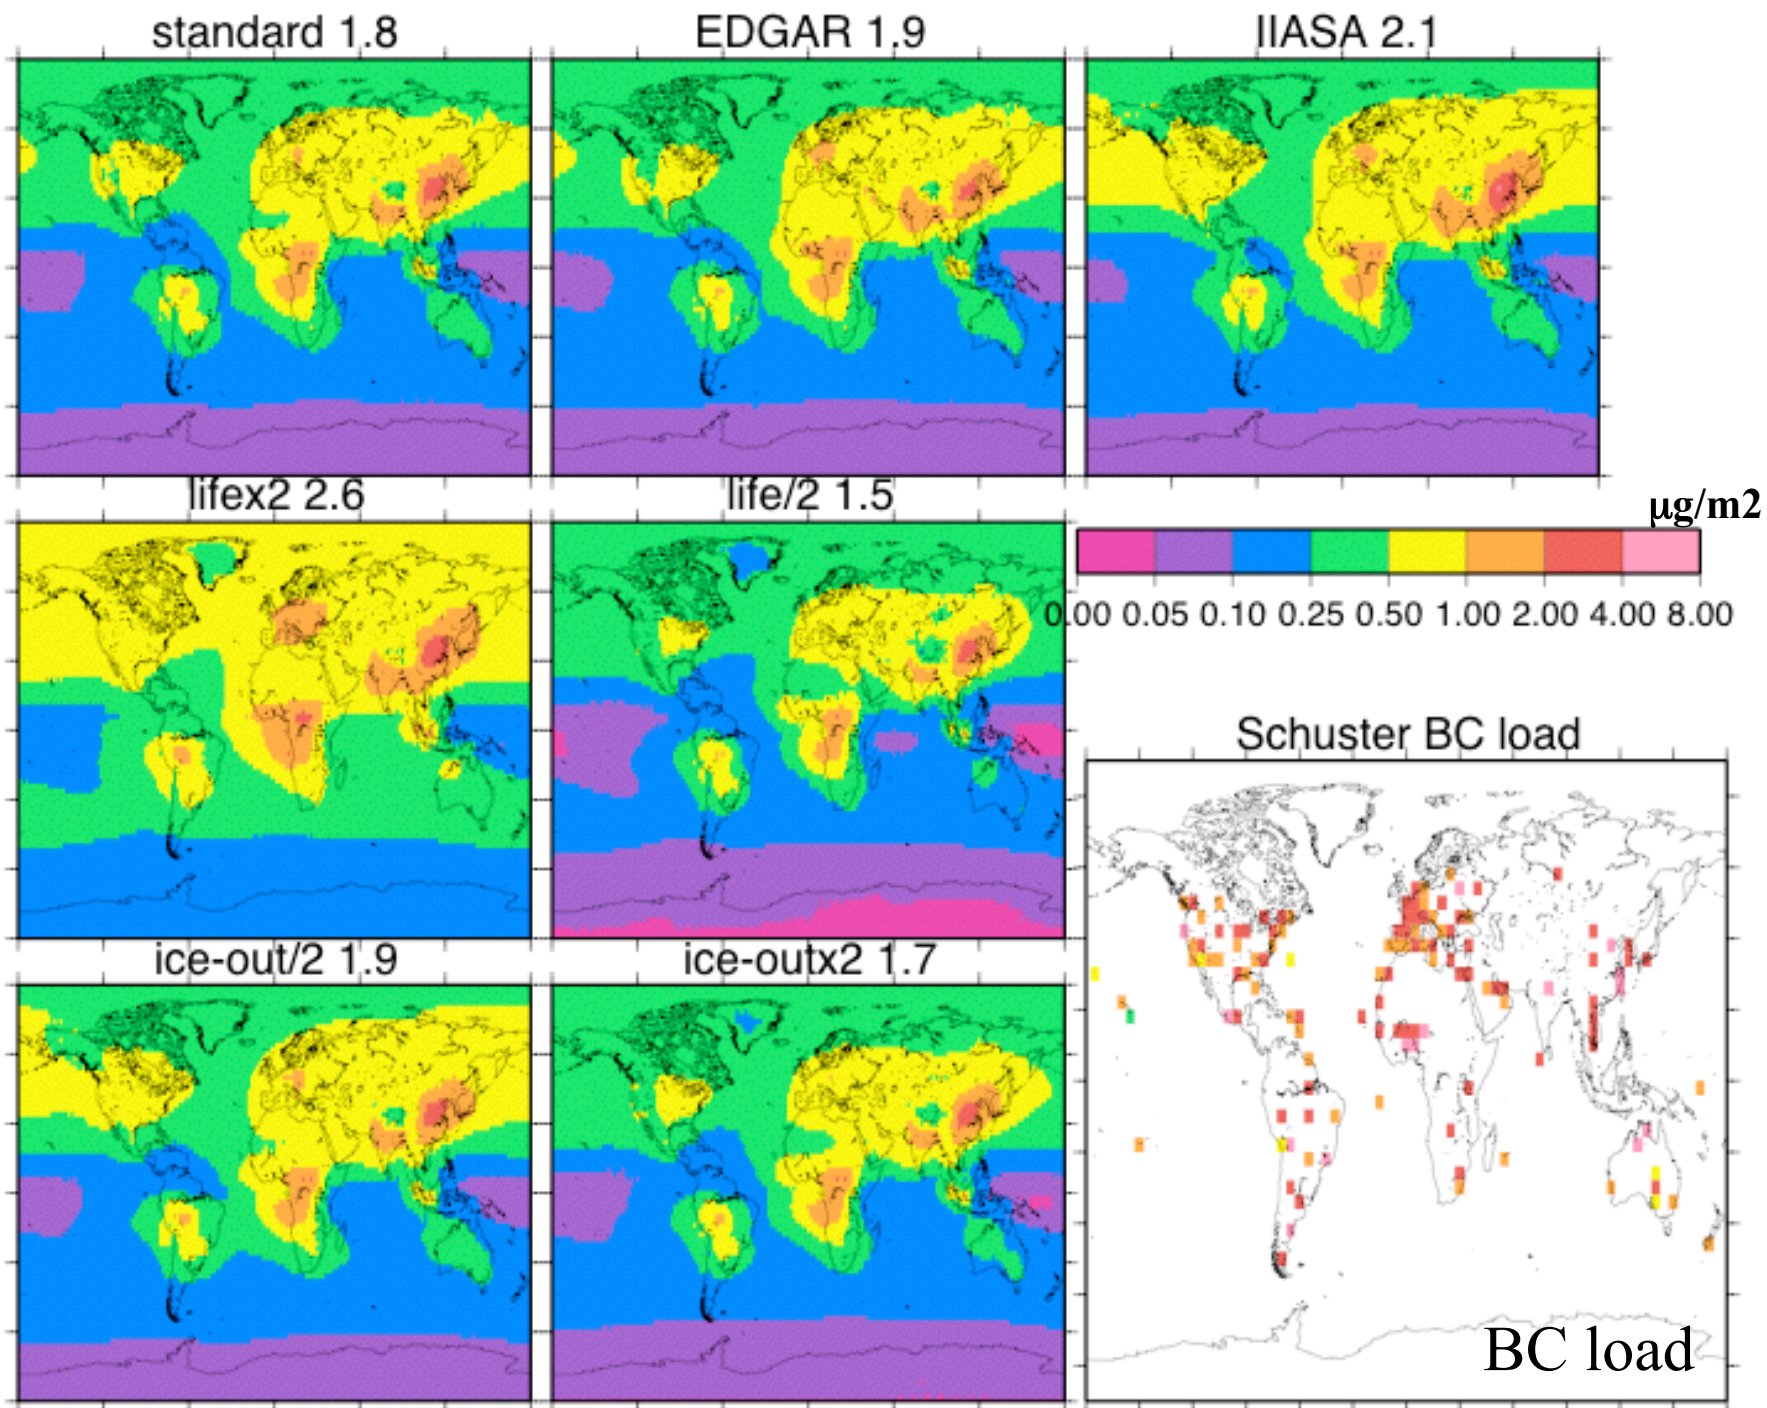 standard 1.8
EDGAR 1.9
IIASA 2.1
lifex2 2.6
life/2 1.5
μg/m2
0.00 0.05 0.10 0.25 0.50 1.00 2.00 4.00 8.00
Schuster BC load
ice-out/2 1.9
ice-outx2 1.7
BC load